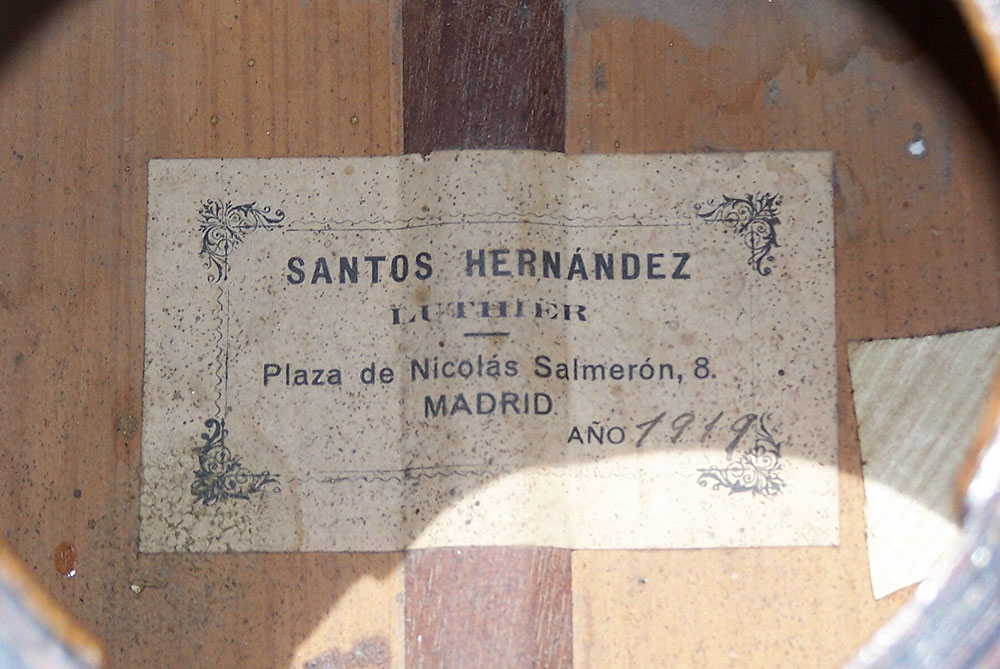 SANTOS HERNÁNDEZ
LUTHIER
Plaza de Nicolás Salmerón, 8.
MADRID
AÑO 1919